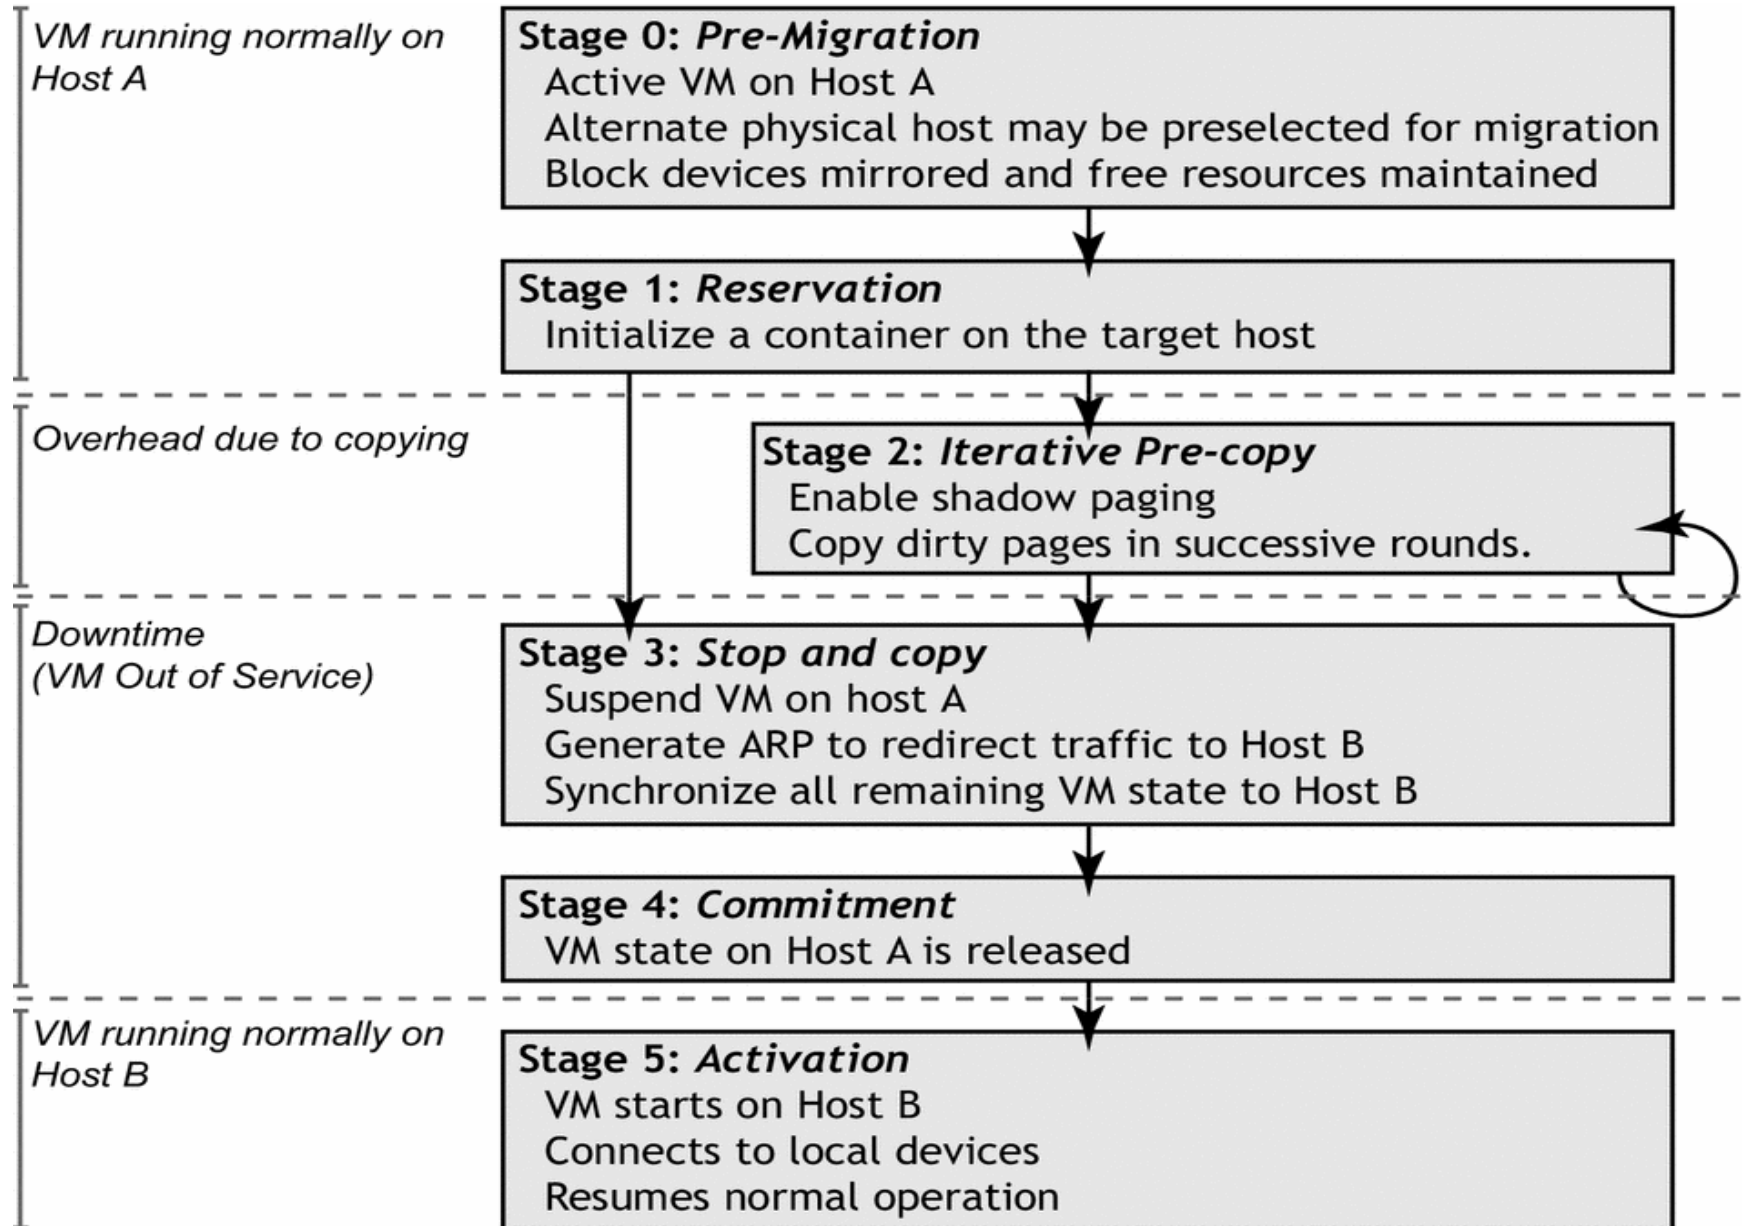 VM running normally on
Host A
Stage 0: Pre-Migration
Active VM on Host A
Alternate physical host may be preselected for migration
Block devices mirrored and free resources maintained
Stage 1: Reservation
Initialize a container on the target host
Overhead due to copying
Stage 2: Iterative Pre-copy
Enable shadow paging
Copy dirty pages in successive rounds.
Downtime
(VM Out of Service)
Stage 3: Stop and copy
Suspend VM on host A
Generate ARP to redirect traffic to Host B
Synchronize all remaining VM state to Host B
Stage 4: Commitment
VM state on Host A is released
VM running normally on
Host B
Stage 5: Activation
VM starts on Host B
Connects to local devices
Resumes normal operation